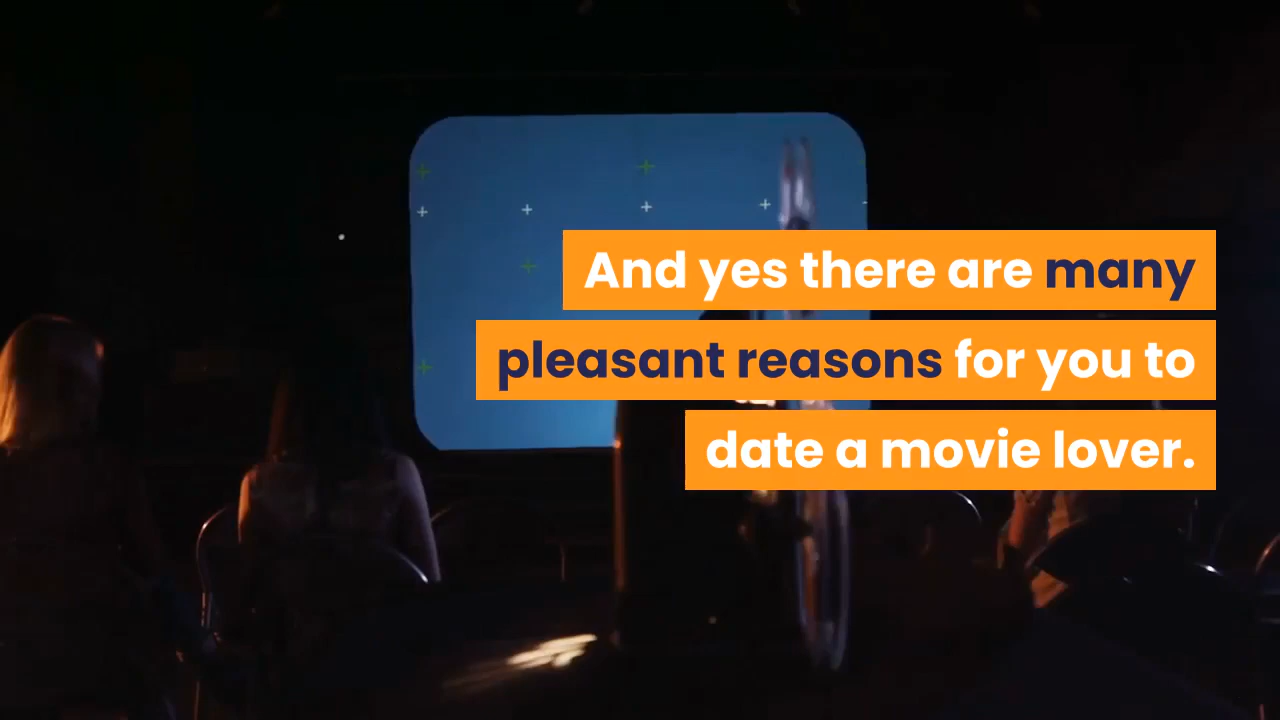 And yes there are many
pleasant reasons for you to
date a movie lover.